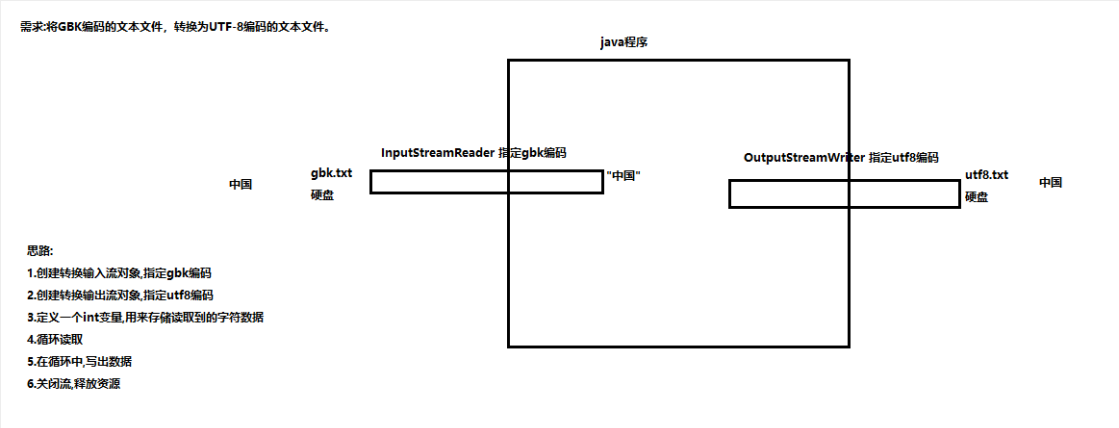 需求:将GBK编码的文本文件，转换为UTF-8编码的文本文件。
java程序
InputStreamReader 指定gbk编码
OutputStreamWriter 指定utf8编码
中国
gbk.txt
硬盘
"中国"
utf8.txt
硬盘
中国
思路:
1.创建转换输入流对象,指定gbk编码
2.创建转换输出流对象,指定utf8编码
3.定义一个int变量,用来存储读取到的字符数据
4.循环读取
5.在循环中,写出数据
6.关闭流,释放资源